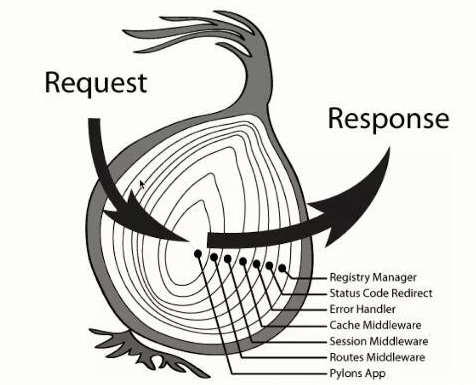 Request
Response
Registry Manager
Status Code Redirect
Error Handler
Cache Middleware
Session Middleware
Routes Middleware
Pylons App